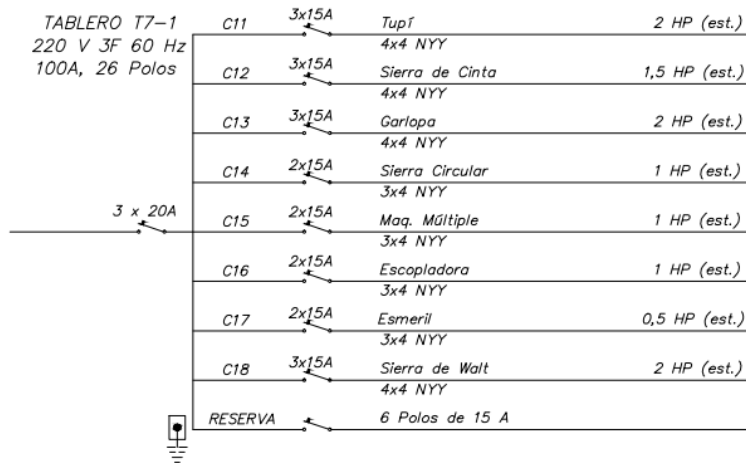 TABLERO T7-1
220 V 3F 60 Hz
100A, 26 Polos
3 x 20A
C11 3x15A Tupí 2 HP (est.)
4x4 NYY
C12 3x15A Sierra de Cinta 1,5 HP (est.)
4x4 NYY
C13 3x15A Garlopa 2 HP (est.)
4x4 NYY
C14 2x15A Sierra Circular 1 HP (est.)
3x4 NYY
C15 2x15A Maq. Múltiple 1 HP (est.)
3x4 NYY
C16 2x15A Escopladora 1 HP (est.)
3x4 NYY
C17 2x15A Esmeril 0,5 HP (est.)
3x4 NYY
C18 3x15A Sierra de Walt 2 HP (est.)
4x4 NYY
RESERVA 6 Polos de 15 A